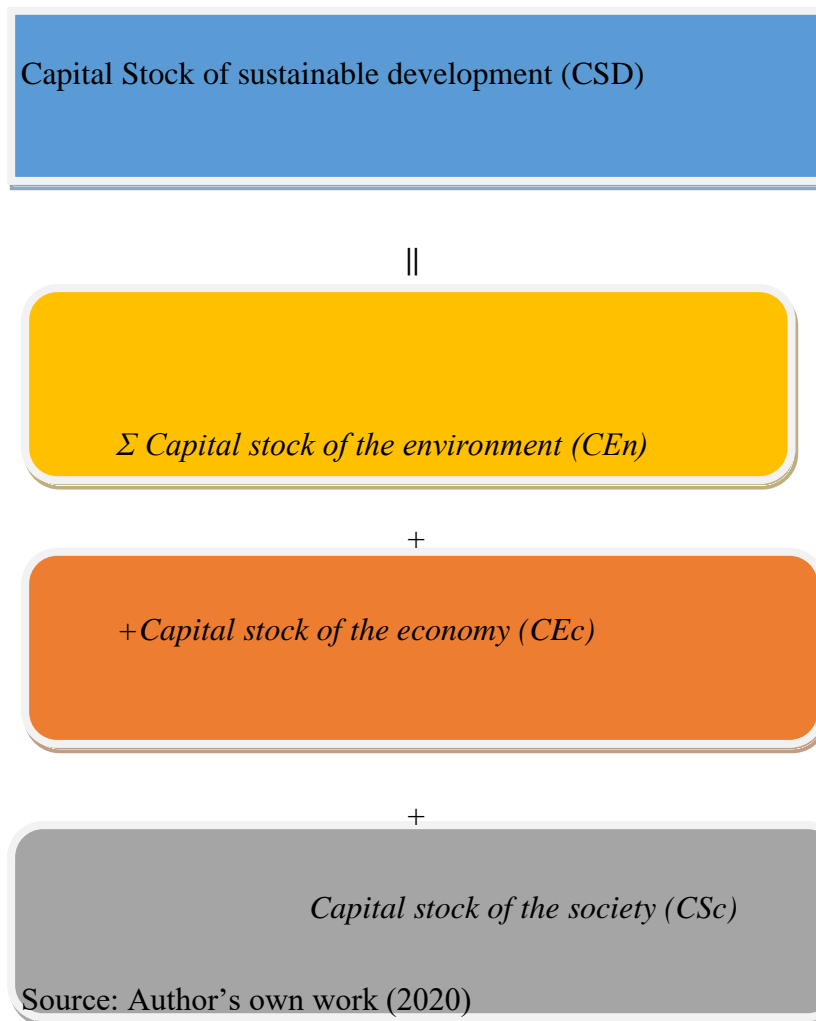 Capital Stock of sustainable development (CSD)
||
Σ Capital stock of the environment (CEn)
+
+Capital stock of the economy (CEc)
+
Capital stock of the society (CSc)
Source: Author’s own work (2020)